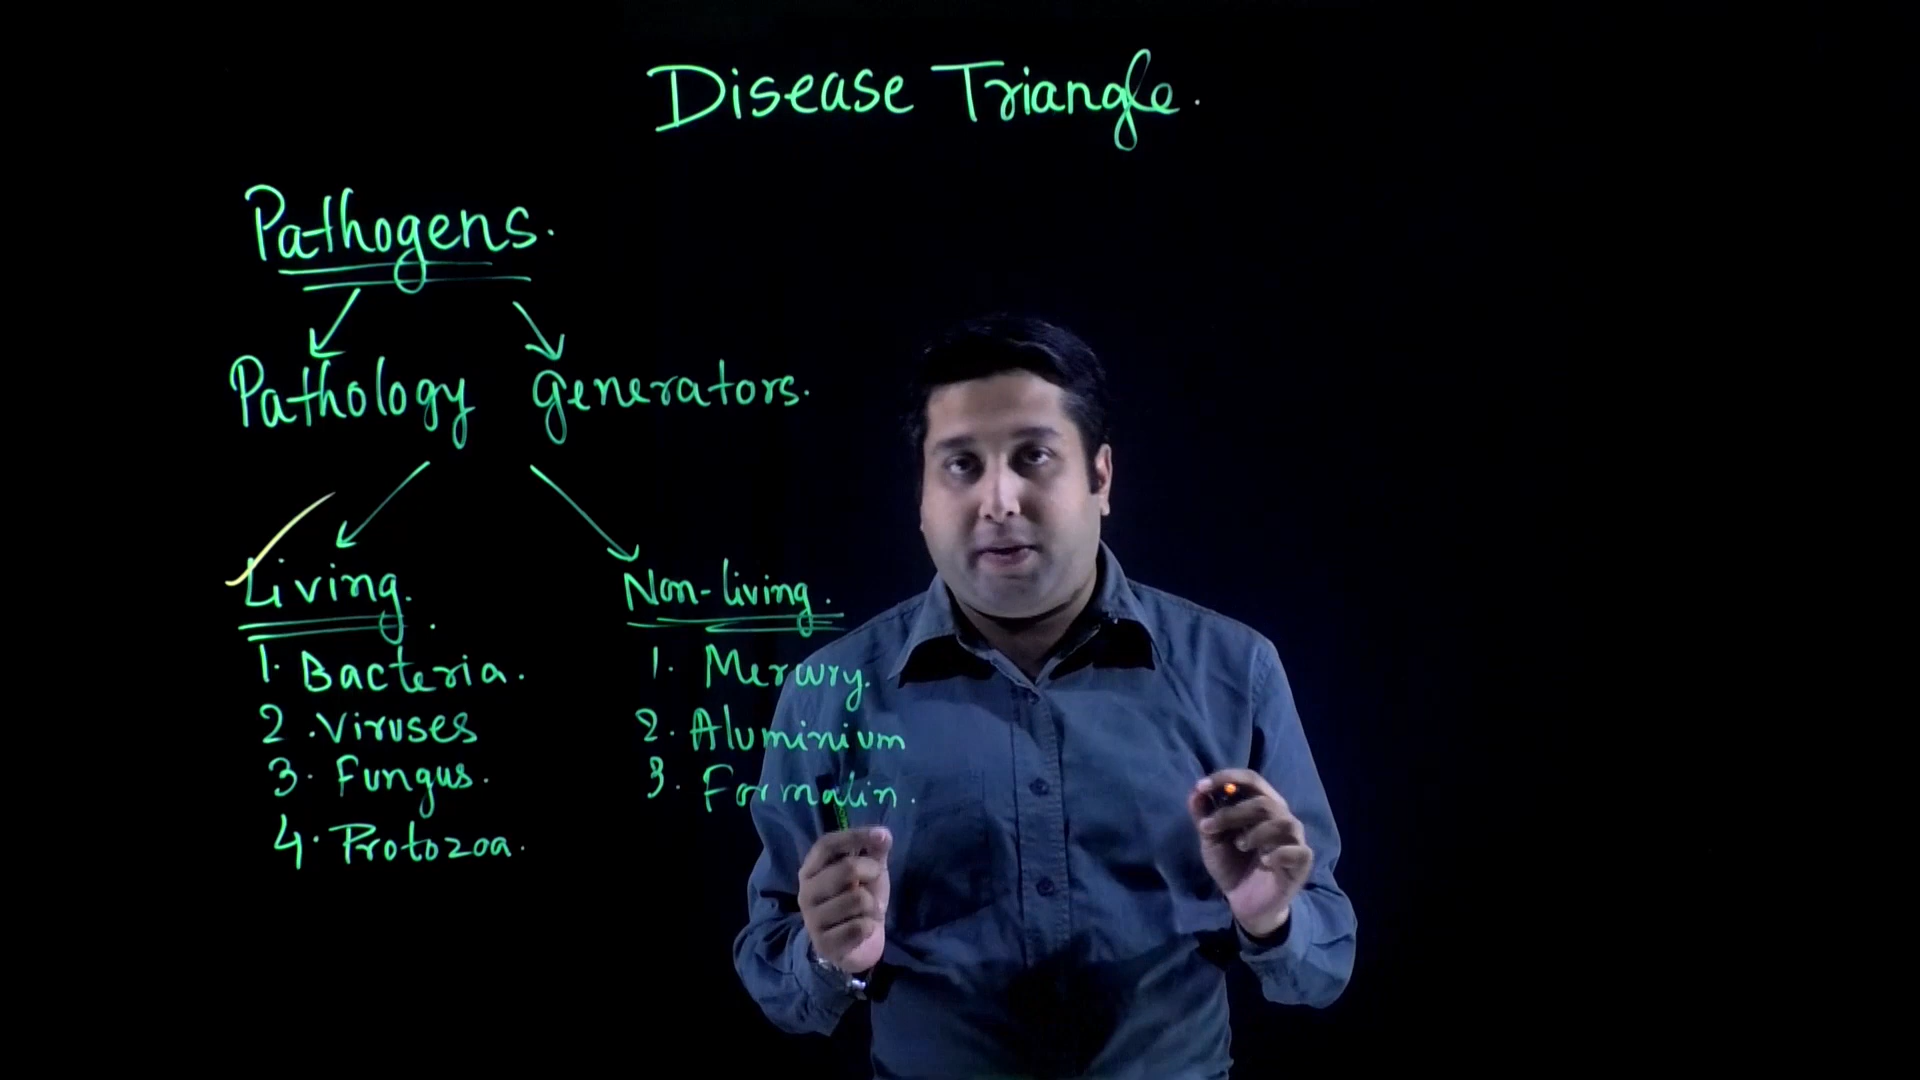 Disease Triangle.
Pathogens.
Pathology generators.
Living.
1. Bacteria.
2. Viruses
3. Fungus.
4. Protozoa.
Non-living.
1. Mercury.
2. Aluminium
3. Formalin.